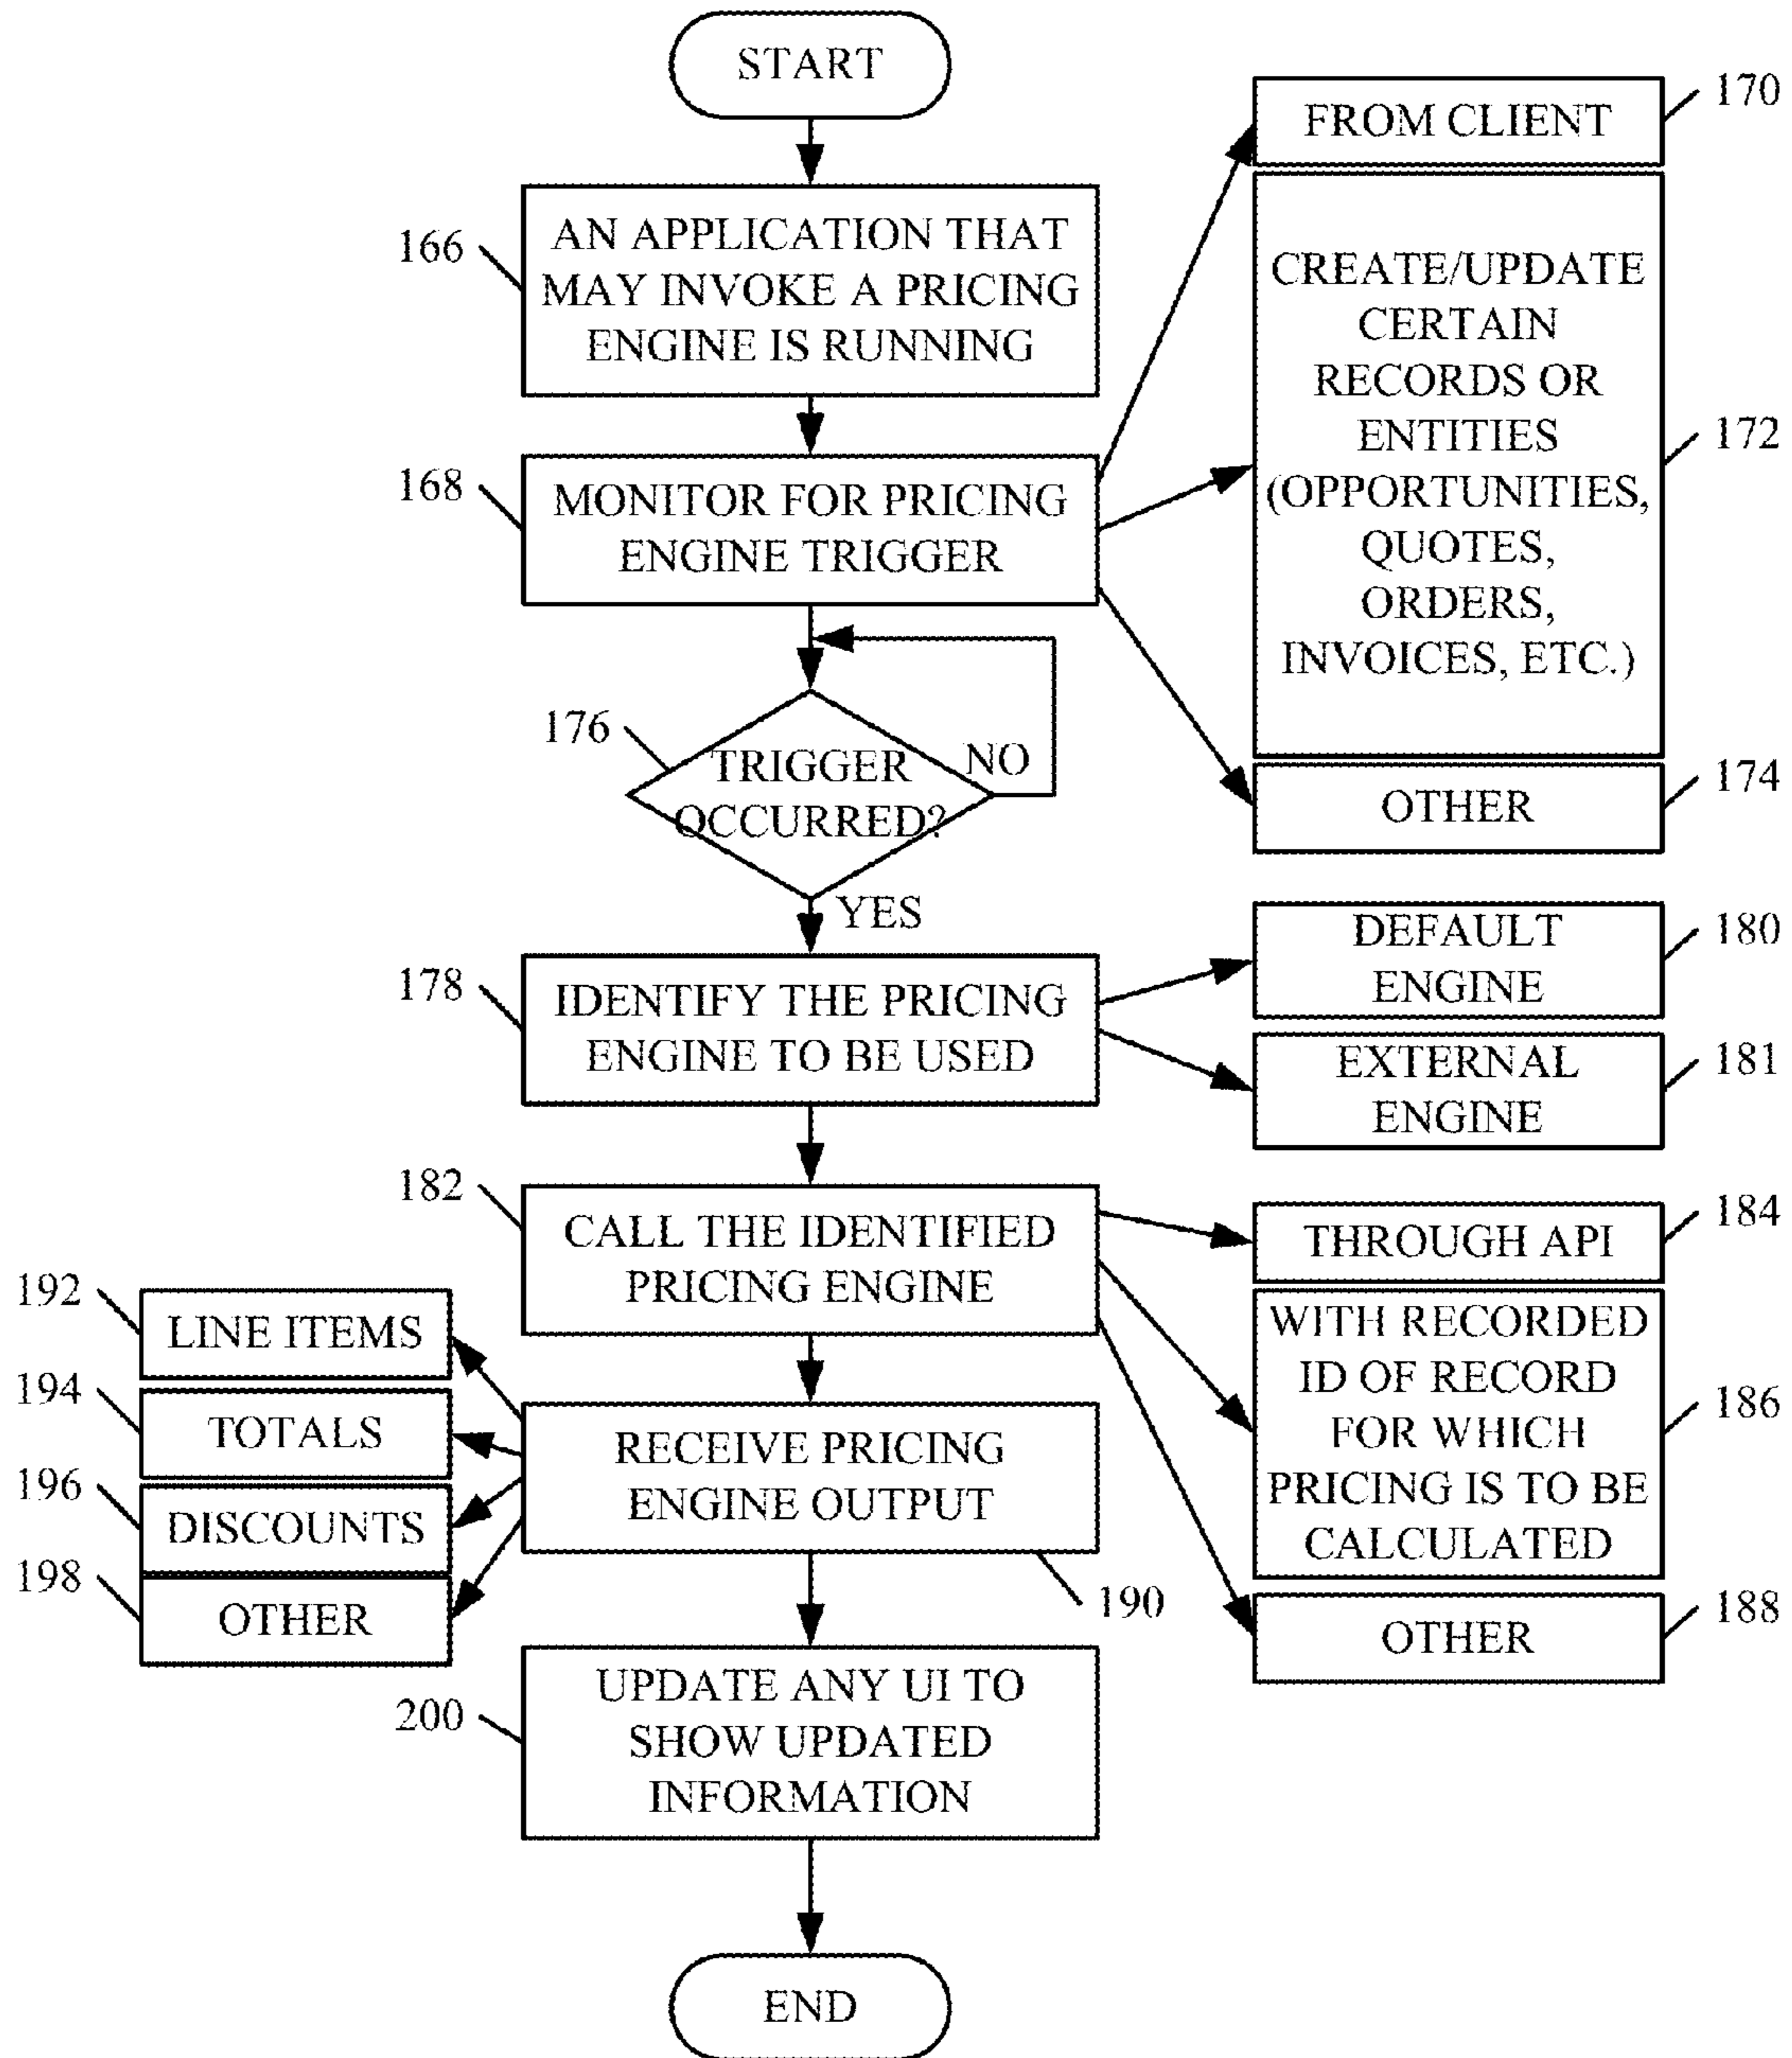 START
170
FROM CLIENT
166
AN APPLICATION THAT
MAY INVOKE A PRICING
ENGINE IS RUNNING
172
CREATE/UPDATE
CERTAIN
RECORDS OR
ENTITIES
(OPPORTUNITIES,
QUOTES,
ORDERS,
INVOICES, ETC.)
168
MONITOR FOR PRICING
ENGINE TRIGGER
174
OTHER
176
TRIGGER
OCCURRED?
NO
YES
178
IDENTIFY THE PRICING
ENGINE TO BE USED
180
DEFAULT
ENGINE
181
EXTERNAL
ENGINE
182
CALL THE IDENTIFIED
PRICING ENGINE
184
THROUGH API
186
WITH RECORDED
ID OF RECORD
FOR WHICH
PRICING IS TO BE
CALCULATED
188
OTHER
192
LINE ITEMS
194
TOTALS
196
DISCOUNTS
198
OTHER
RECEIVE PRICING
ENGINE OUTPUT
190
200
UPDATE ANY UI TO
SHOW UPDATED
INFORMATION
END